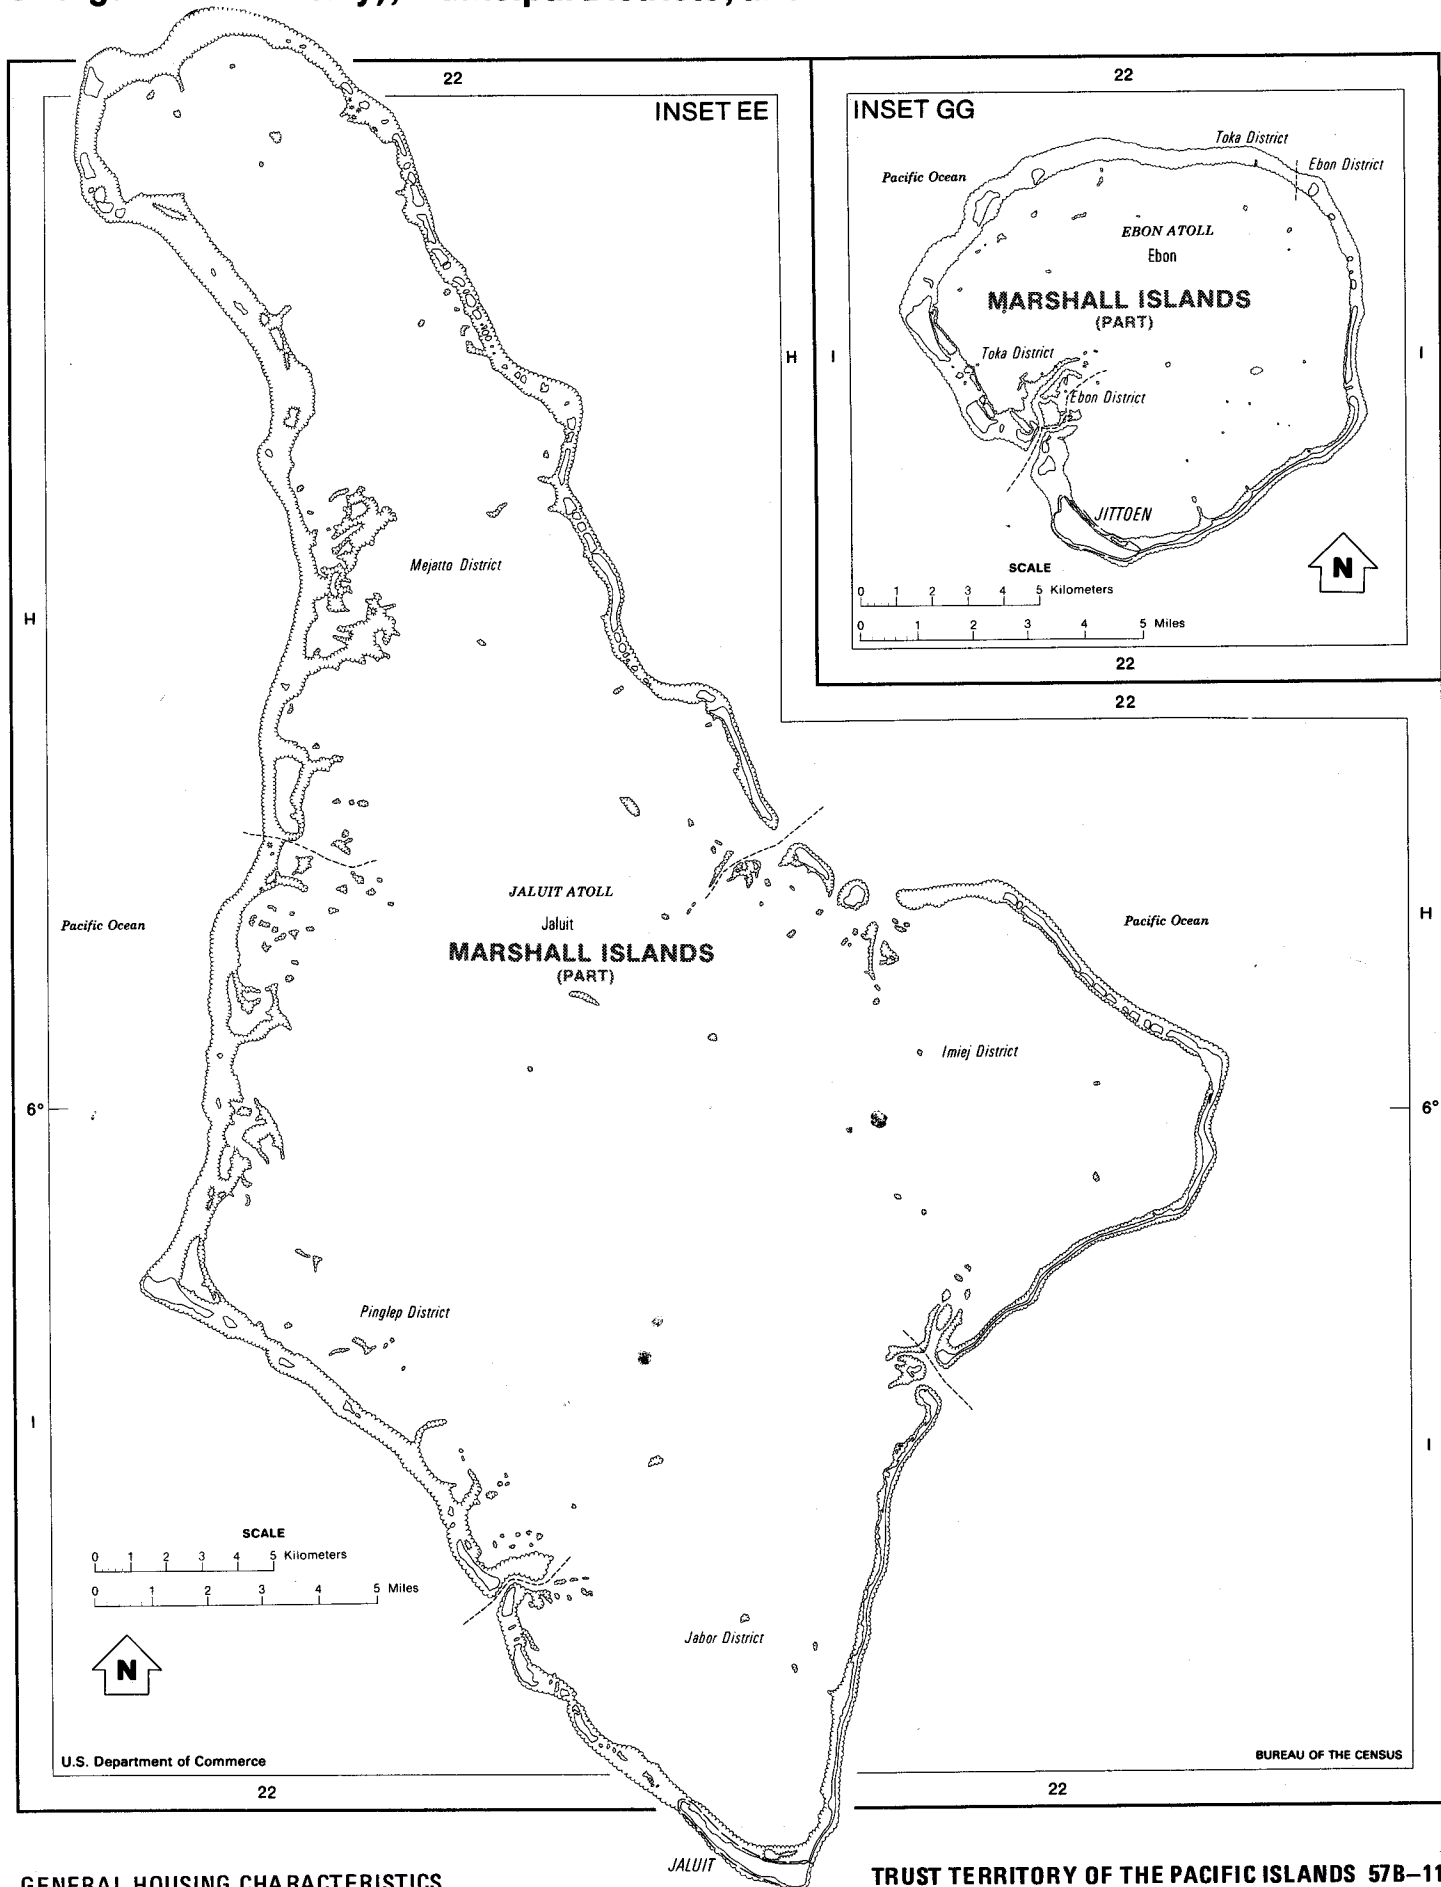 22
INSET EE
H
H
Mejatto District
JALUIT ATOLL
Jaluit
MARSHALL ISLANDS
(PART)
Pacific Ocean
Pacific Ocean
H
Imiej District
6°
6°
Pinglep District
I
I
SCALE
0 1 2 3 4 5 Kilometers
0 1 2 3 4 5 Miles
N
Jabor District
U.S. Department of Commerce
BUREAU OF THE CENSUS
22
22
JALUIT
22
INSET GG
Toka District
Ebon District
Pacific Ocean
EBON ATOLL
Ebon
MARSHALL ISLANDS
(PART)
I
I
Toka District
Ebon District
JITTOEN
SCALE
0 1 2 3 4 5 Kilometers
0 1 2 3 4 5 Miles
N
22
22
GENERAL HOUSING CHARACTERISTICS
TRUST TERRITORY OF THE PACIFIC ISLANDS 57B–11